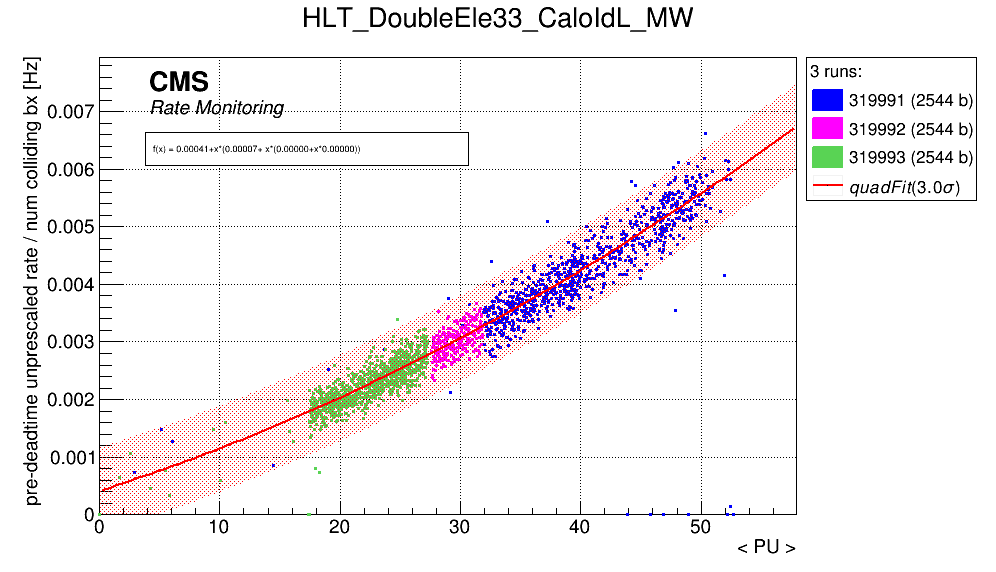 HLT_DoubleEle33_CaloIdL_MW
pre-deadtime unprescaled rate / num colliding bx [Hz]
CMS
Rate Monitoring
f(x) = 0.00041+x*(0.00007+ x*(0.00000+x*0.00000))
3 runs:
319991 (2544 b)
319992 (2544 b)
319993 (2544 b)
quadFit(3.0σ)
0.007
0.006
0.005
0.004
0.003
0.002
0.001
0
0 10 20 30 40 50
< PU >